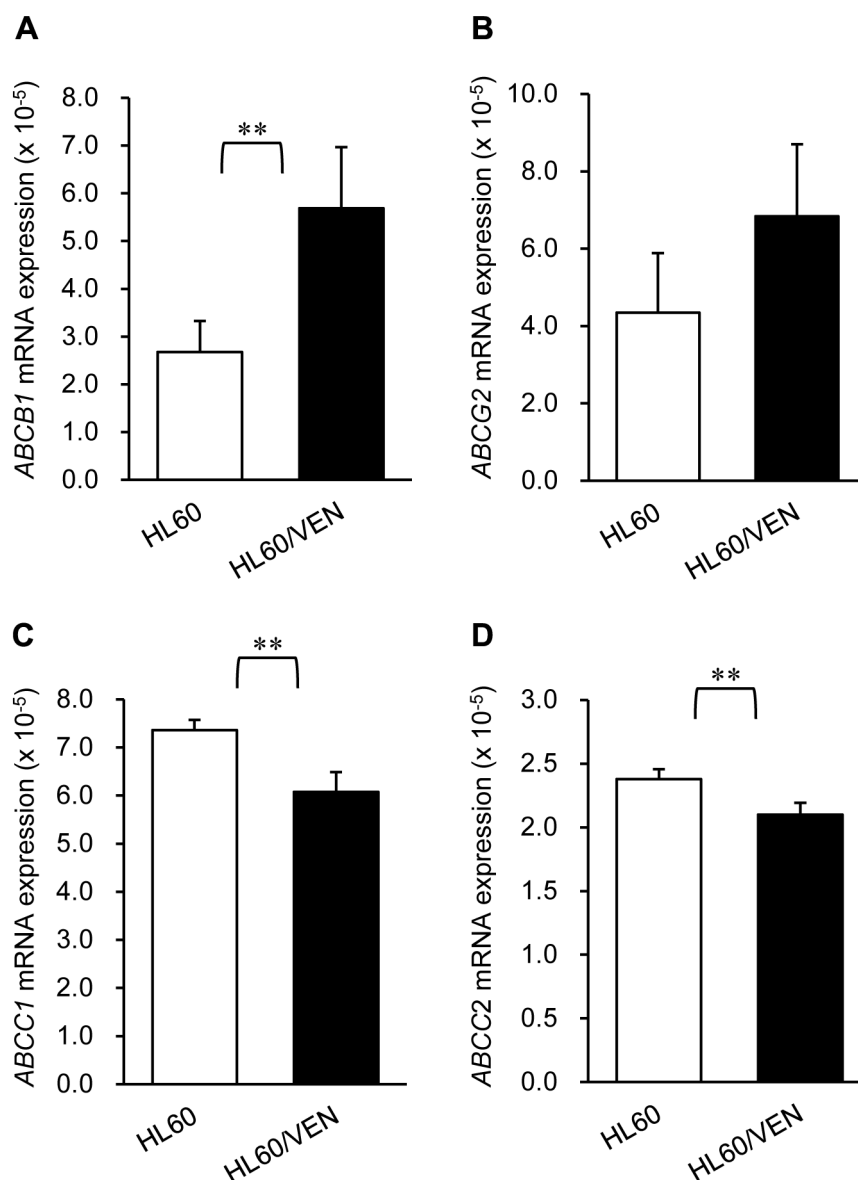 A
ABCB1 mRNA expression (x 10-5)
8.0
7.0
6.0
5.0
4.0
3.0
2.0
1.0
0.0
**
HL60
HL60/VEN
B
ABCG2 mRNA expression (x 10-5)
10.0
8.0
6.0
4.0
2.0
0.0
HL60
HL60/VEN
C
ABCC1 mRNA expression (x 10-5)
8.0
7.0
6.0
5.0
4.0
3.0
2.0
1.0
0.0
**
HL60
HL60/VEN
D
ABCC2 mRNA expression (x 10-5)
3.0
2.5
2.0
1.5
1.0
0.5
0.0
**
HL60
HL60/VEN